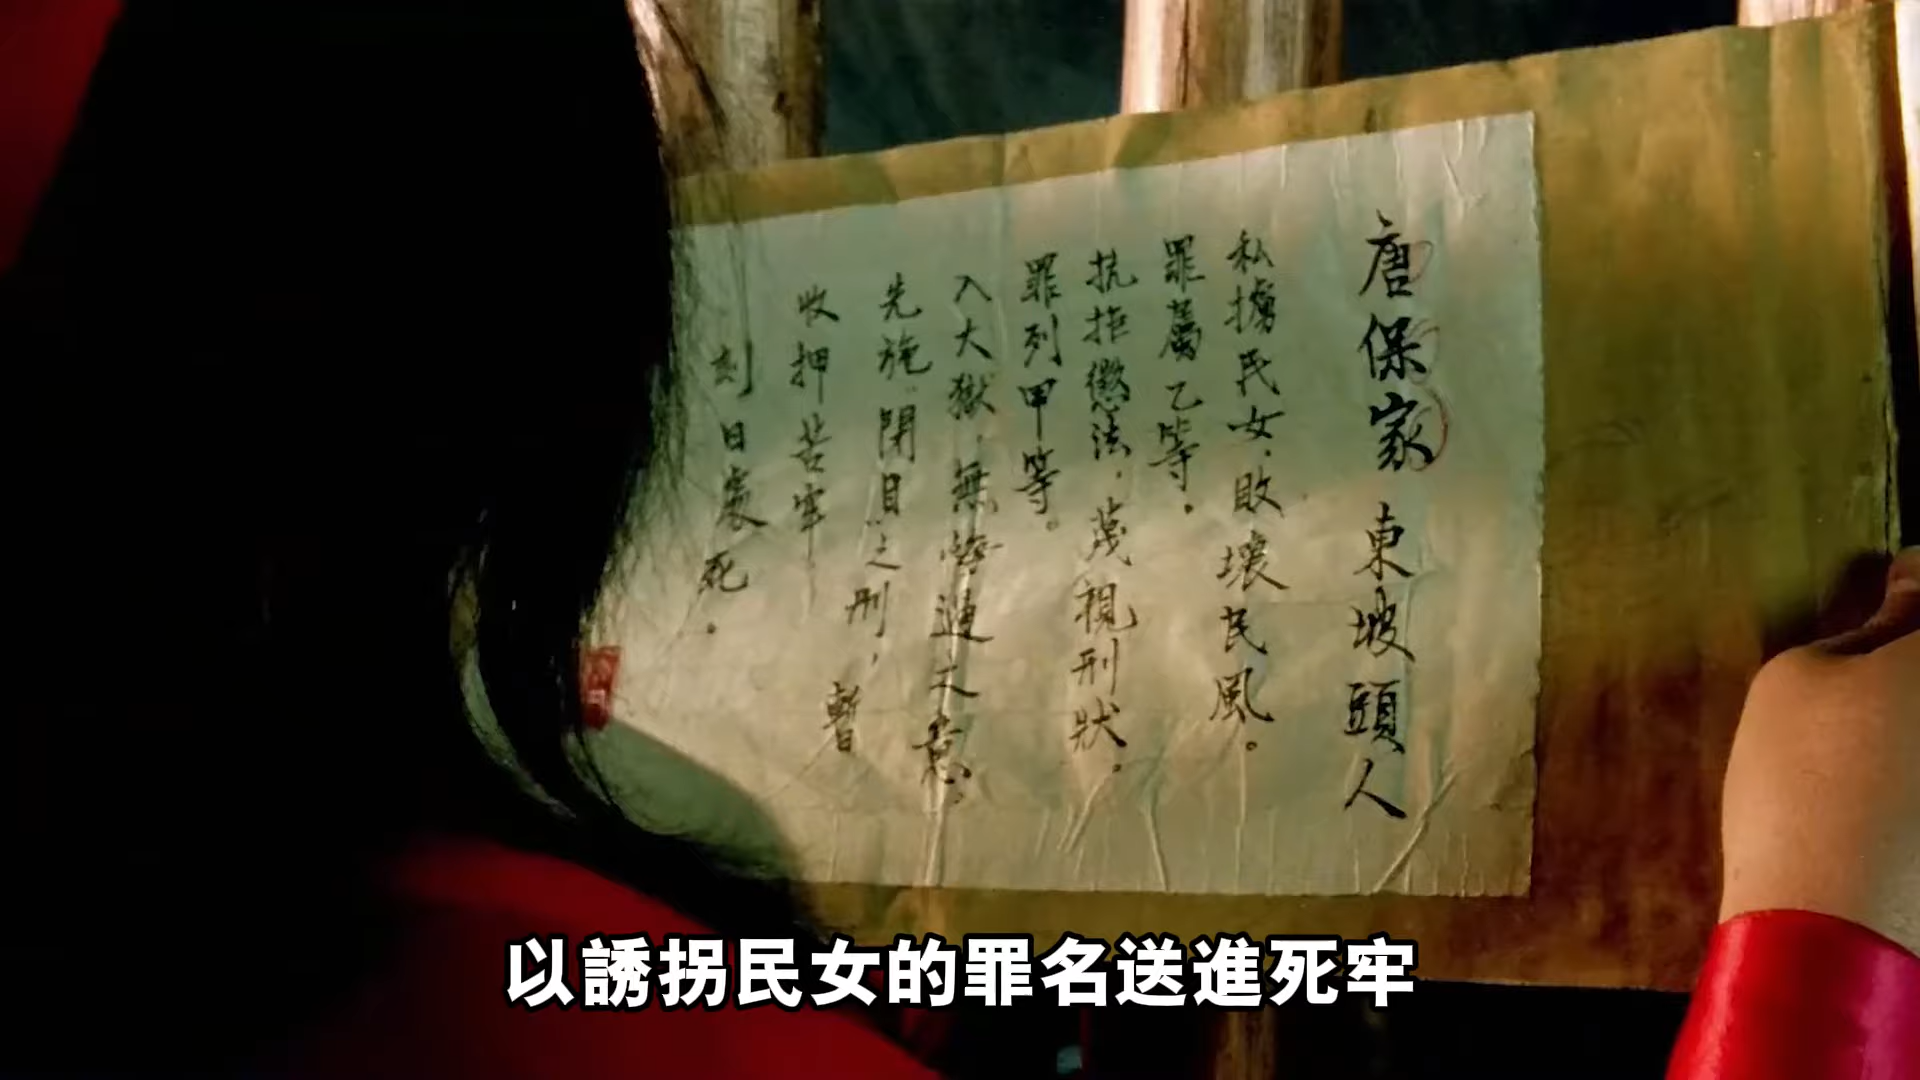 唐保家 東坡頭人
私擄民女,敗壞民風。
罪屬乙等。
抗拒懲法,蔑視刑狀。
罪列甲等。
入大獄,無悔過之意,
先施"閉目"之刑,暫
收押苦牢
刻日處死。
以誘拐民女的罪名送進死牢